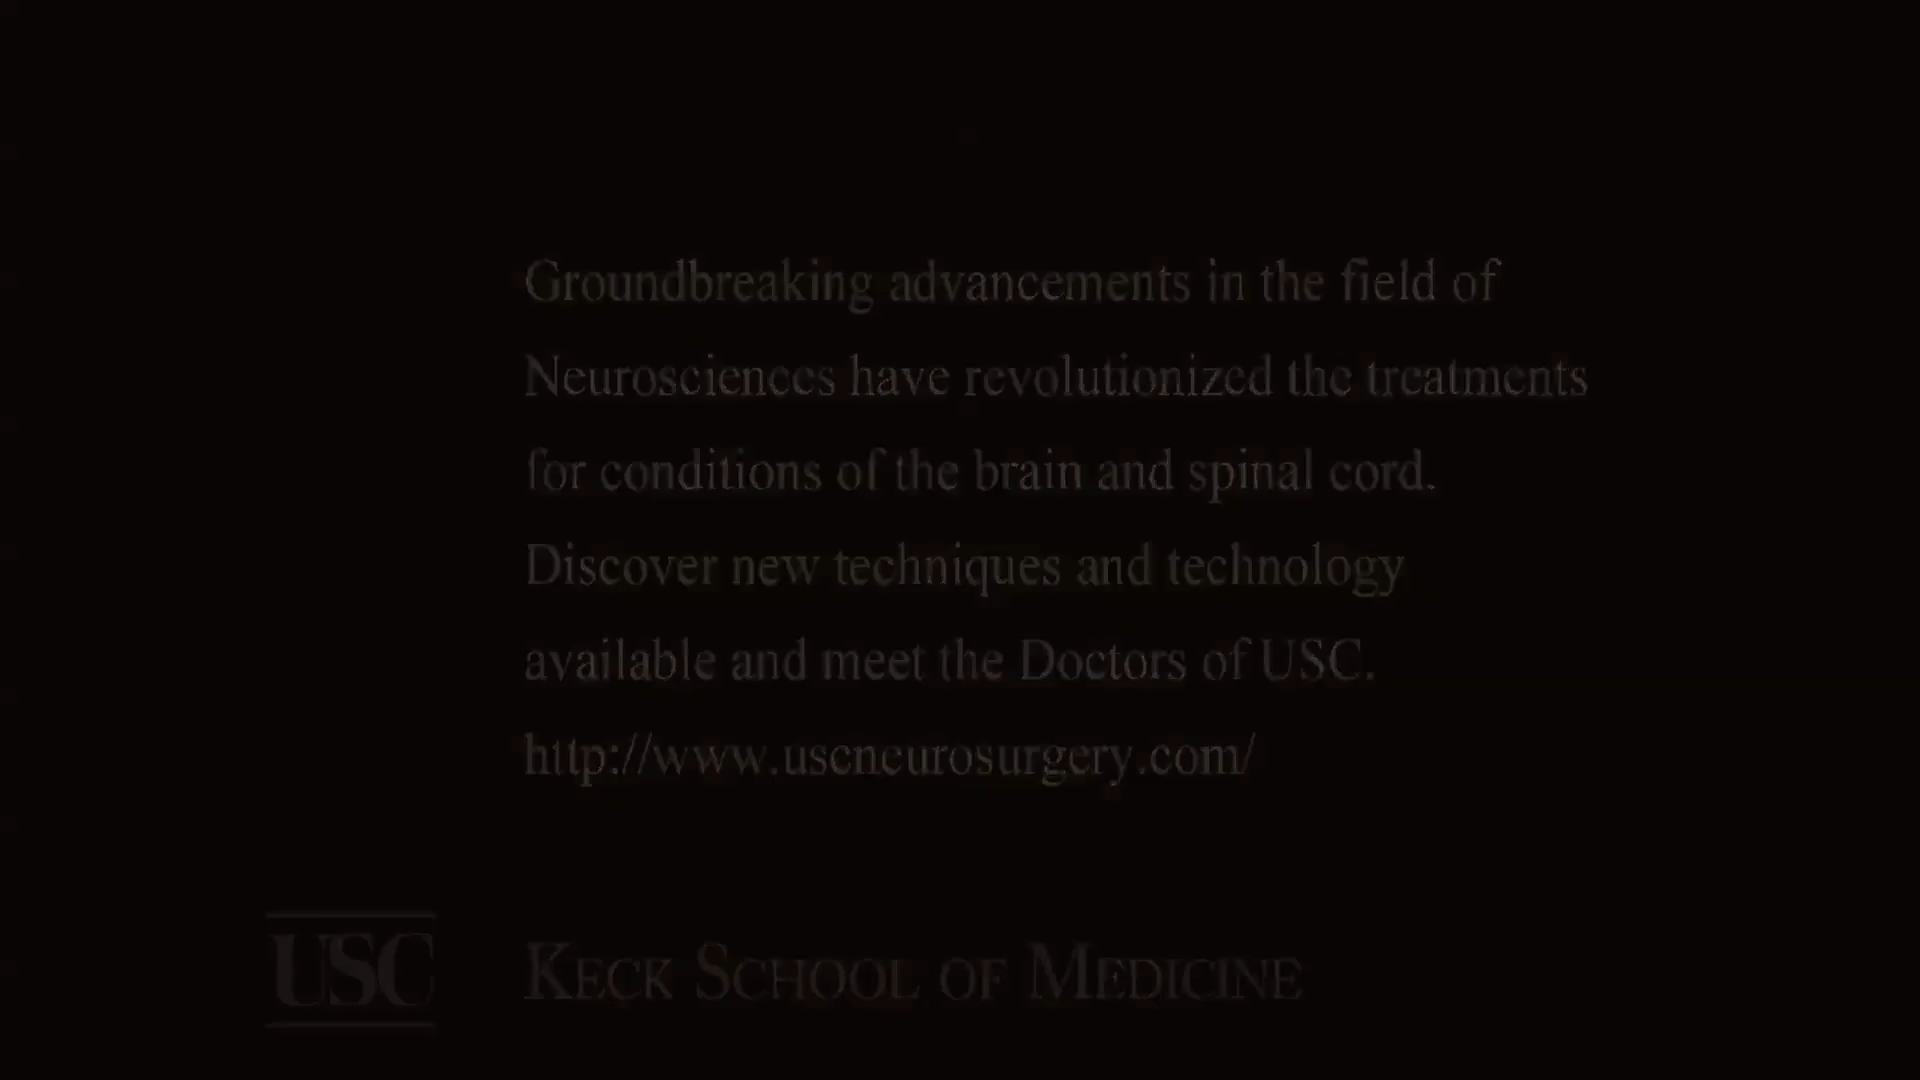 Groundbreaking advancements in the field of
Neurosciences have revolutionized the treatments
for conditions of the brain and spinal cord.
Discover new techniques and technology
available and meet the Doctors of USC.
http://www.uscneurosurgery.com/
USC KECK SCHOOL OF MEDICINE